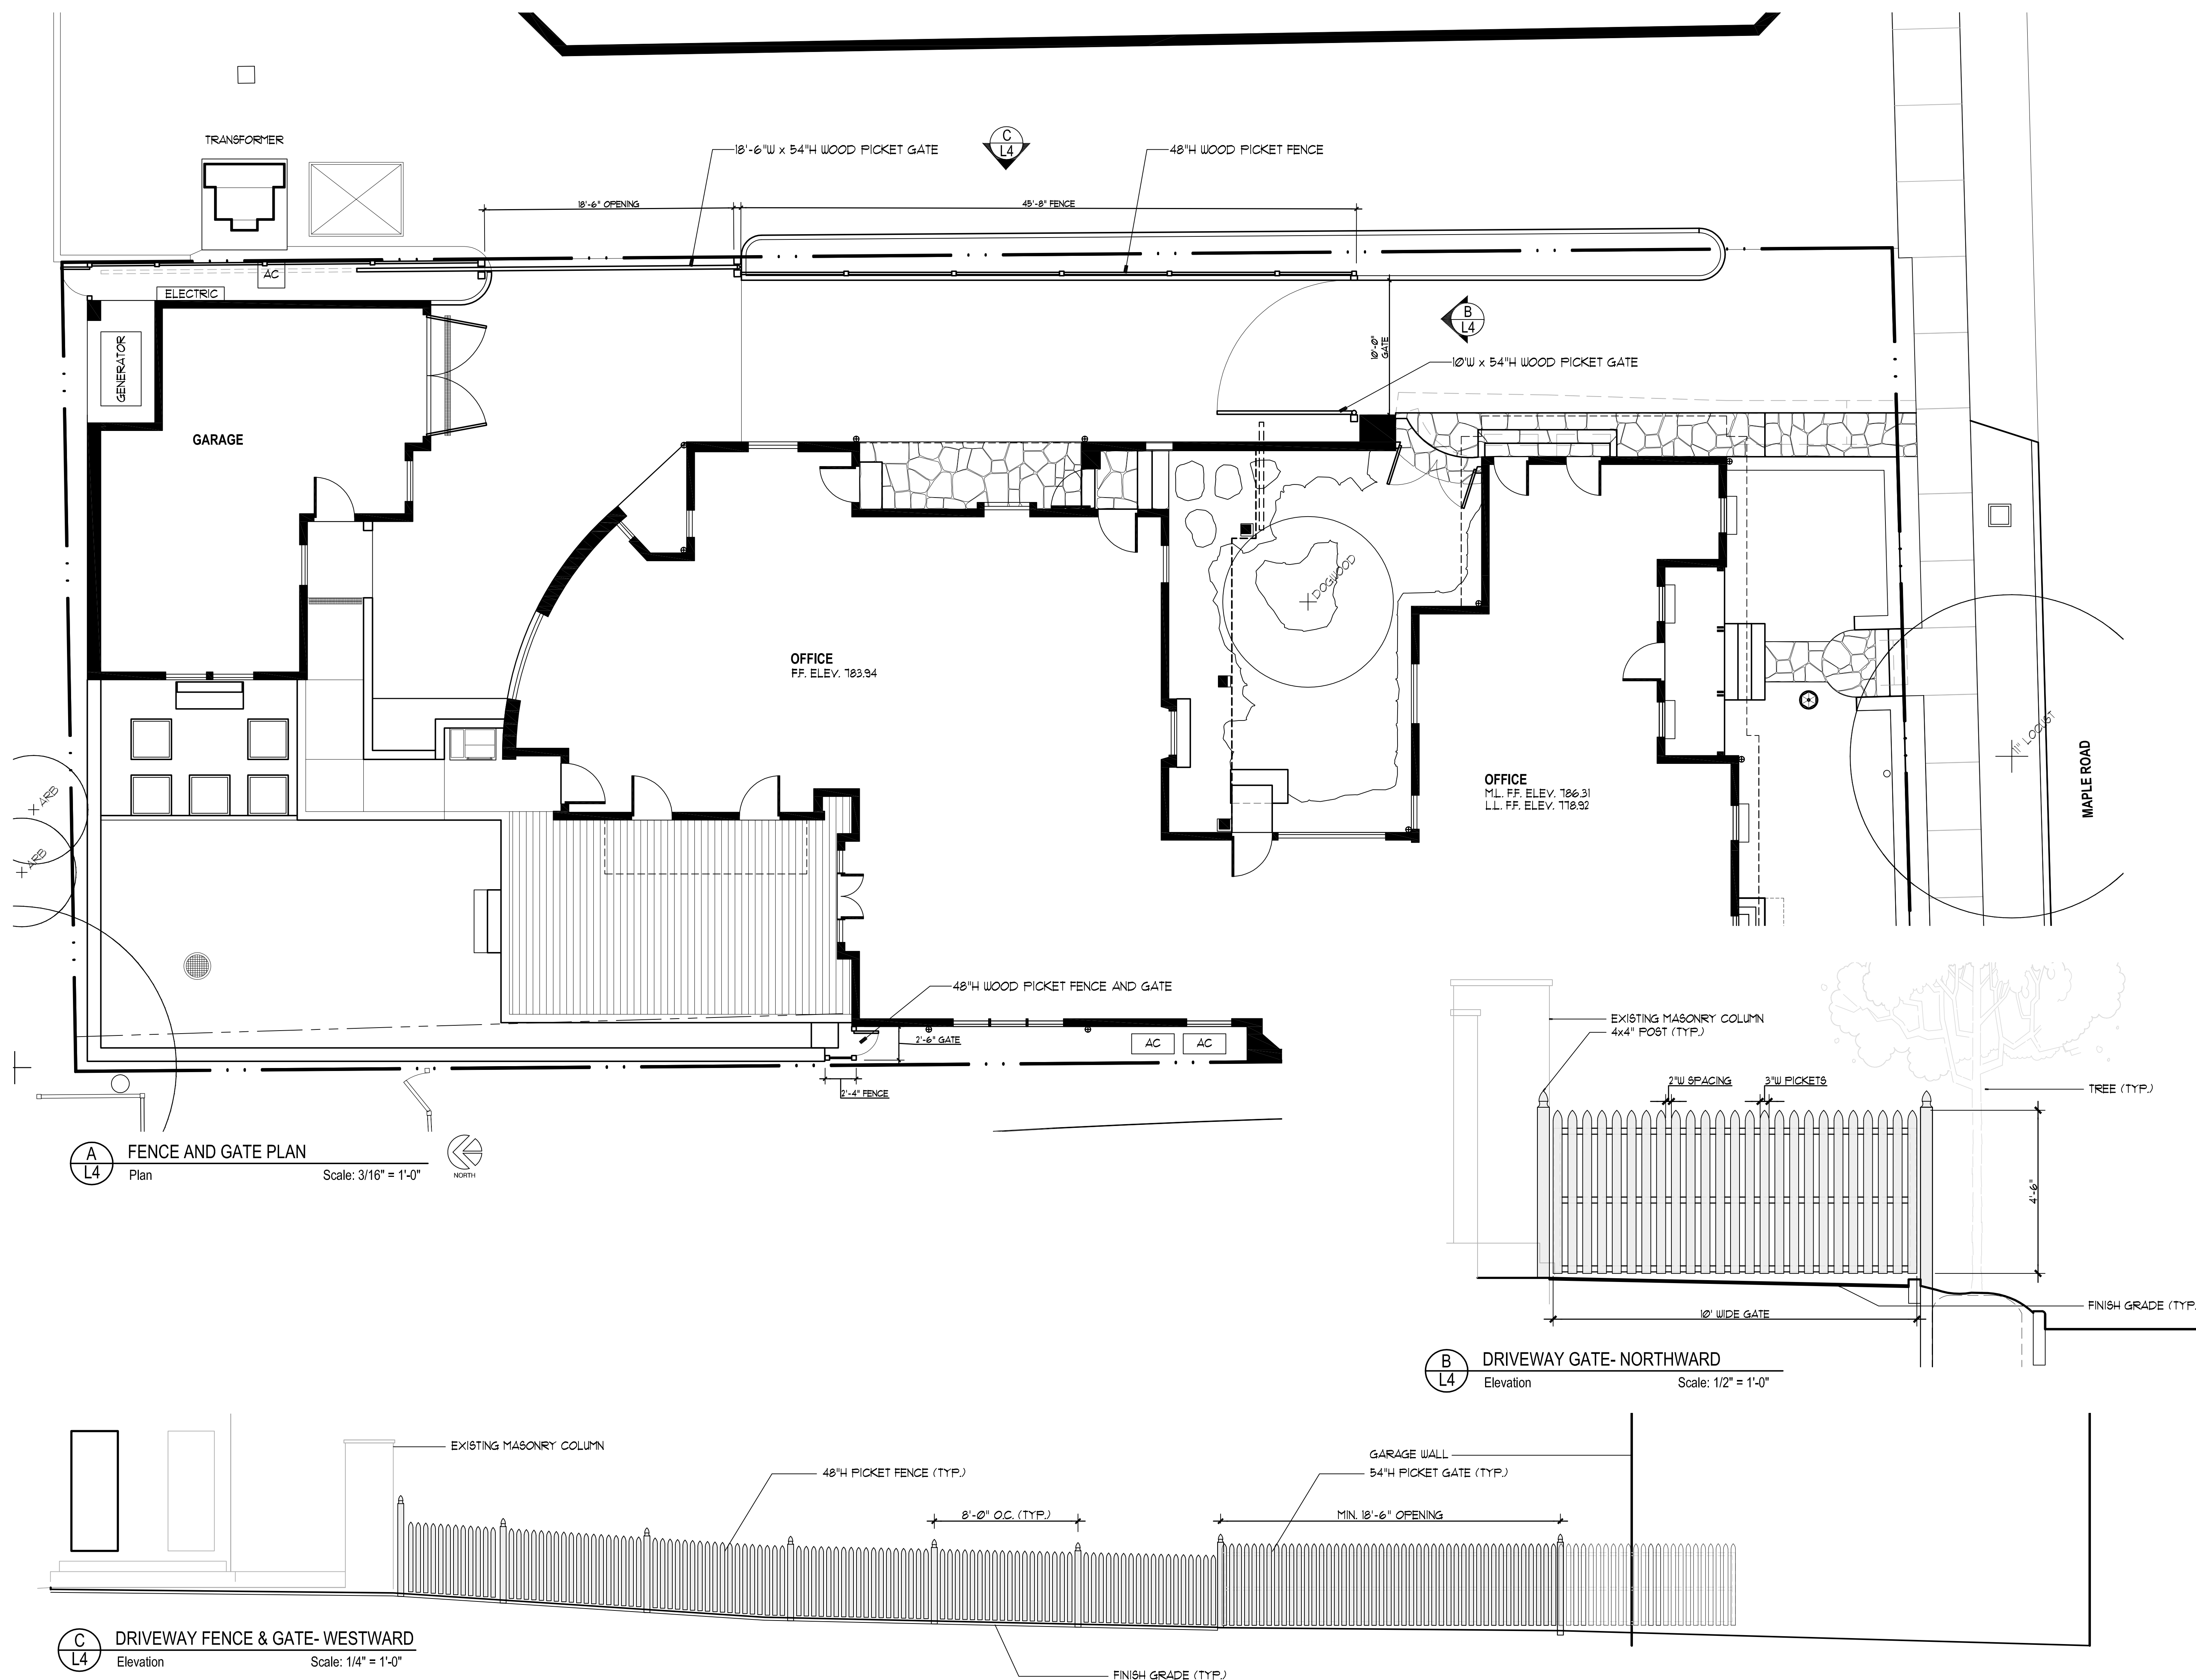 TRANSFORMER
18'-6"W x 54"H WOOD PICKET GATE
C
L4
48"H WOOD PICKET FENCE
18'-6" OPENING
45'-8" FENCE
AC
ELECTRIC
GENERATOR
GARAGE
B
L4
10'-0"
GATE
10'W x 54"H WOOD PICKET GATE
DOGWOOD
OFFICE
F.F. ELEV. 783.94
OFFICE
M.L. F.F. ELEV. 786.31
L.L. F.F. ELEV. 778.92
11" LOCUST
MAPLE ROAD
ARB
ARB
48"H WOOD PICKET FENCE AND GATE
2'-6" GATE
AC
AC
2'-4" FENCE
A
L4
FENCE AND GATE PLAN
Plan
Scale: 3/16" = 1'-0"
NORTH
EXISTING MASONRY COLUMN
4x4" POST (TYP.)
2"W SPACING
3"W PICKETS
TREE (TYP.)
4'-6"
FINISH GRADE (TYP.
10' WIDE GATE
B
L4
DRIVEWAY GATE- NORTHWARD
Elevation
Scale: 1/2" = 1'-0"
EXISTING MASONRY COLUMN
48"H PICKET FENCE (TYP.)
8'-0" O.C. (TYP.)
GARAGE WALL
54"H PICKET GATE (TYP.)
MIN. 18'-6" OPENING
C
L4
DRIVEWAY FENCE & GATE- WESTWARD
Elevation
Scale: 1/4" = 1'-0"
FINISH GRADE (TYP.)